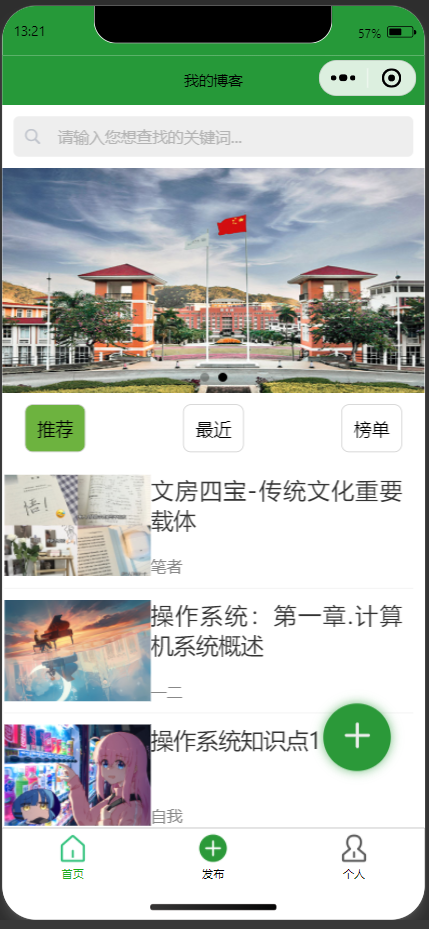 13:21
57%
我的博客
请输入您想查找的关键词...
推荐
最近
榜单
悟!
文房四宝-传统文化重要
载体
笔者
操作系统：第一章.计算
机系统概述
一二
操作系统知识点1
自我
首页
发布
个人